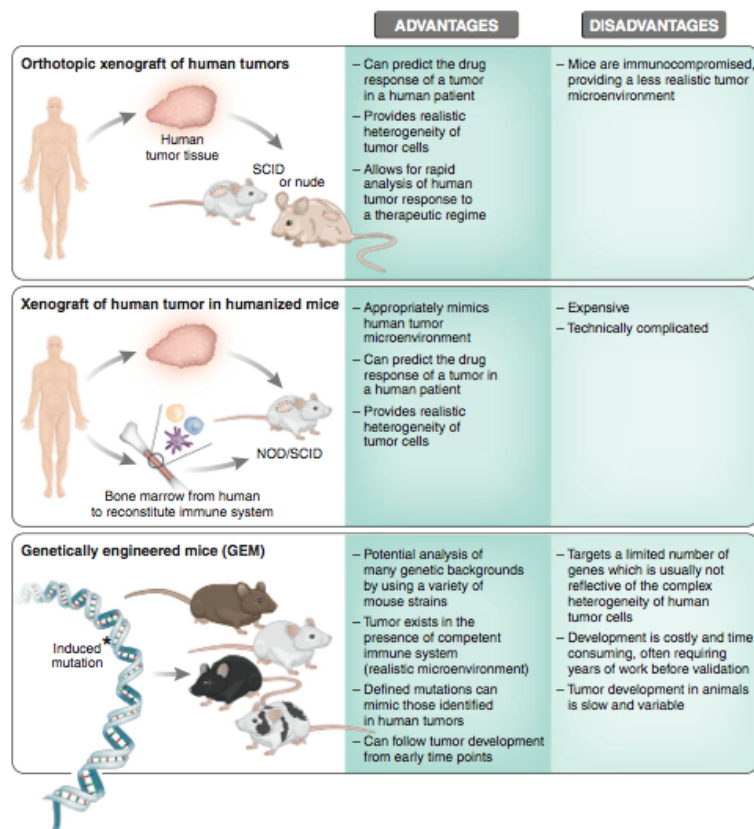 ADVANTAGES
DISADVANTAGES
Orthotopic xenograft of human tumors
Human
tumor tissue
SCID
or nude
– Can predict the drug
response of a tumor
in a human patient
– Provides realistic
heterogeneity of
tumor cells
– Allows for rapid
analysis of human
tumor response to
a therapeutic regime
– Mice are immunocompromised,
providing a less realistic tumor
microenvironment
Xenograft of human tumor in humanized mice
NOD/SCID
Bone marrow from human
to reconstitute immune system
– Appropriately mimics
human tumor
microenvironment
– Can predict the drug
response of a tumor in
a human patient
– Provides realistic
heterogeneity of
tumor cells
– Expensive
– Technically complicated
Genetically engineered mice (GEM)
Induced *
mutation
– Potential analysis of
many genetic backgrounds
by using a variety of
mouse strains
– Tumor exists in the
presence of competent
immune system
(realistic microenvironment)
– Defined mutations can
mimic those identified
in human tumors
– Can follow tumor development
from early time points
– Targets a limited number of
genes which is usually not
reflective of the complex
heterogeneity of human
tumor cells
– Development is costly and time
consuming, often requiring
years of work before validation
– Tumor development in animals
is slow and variable